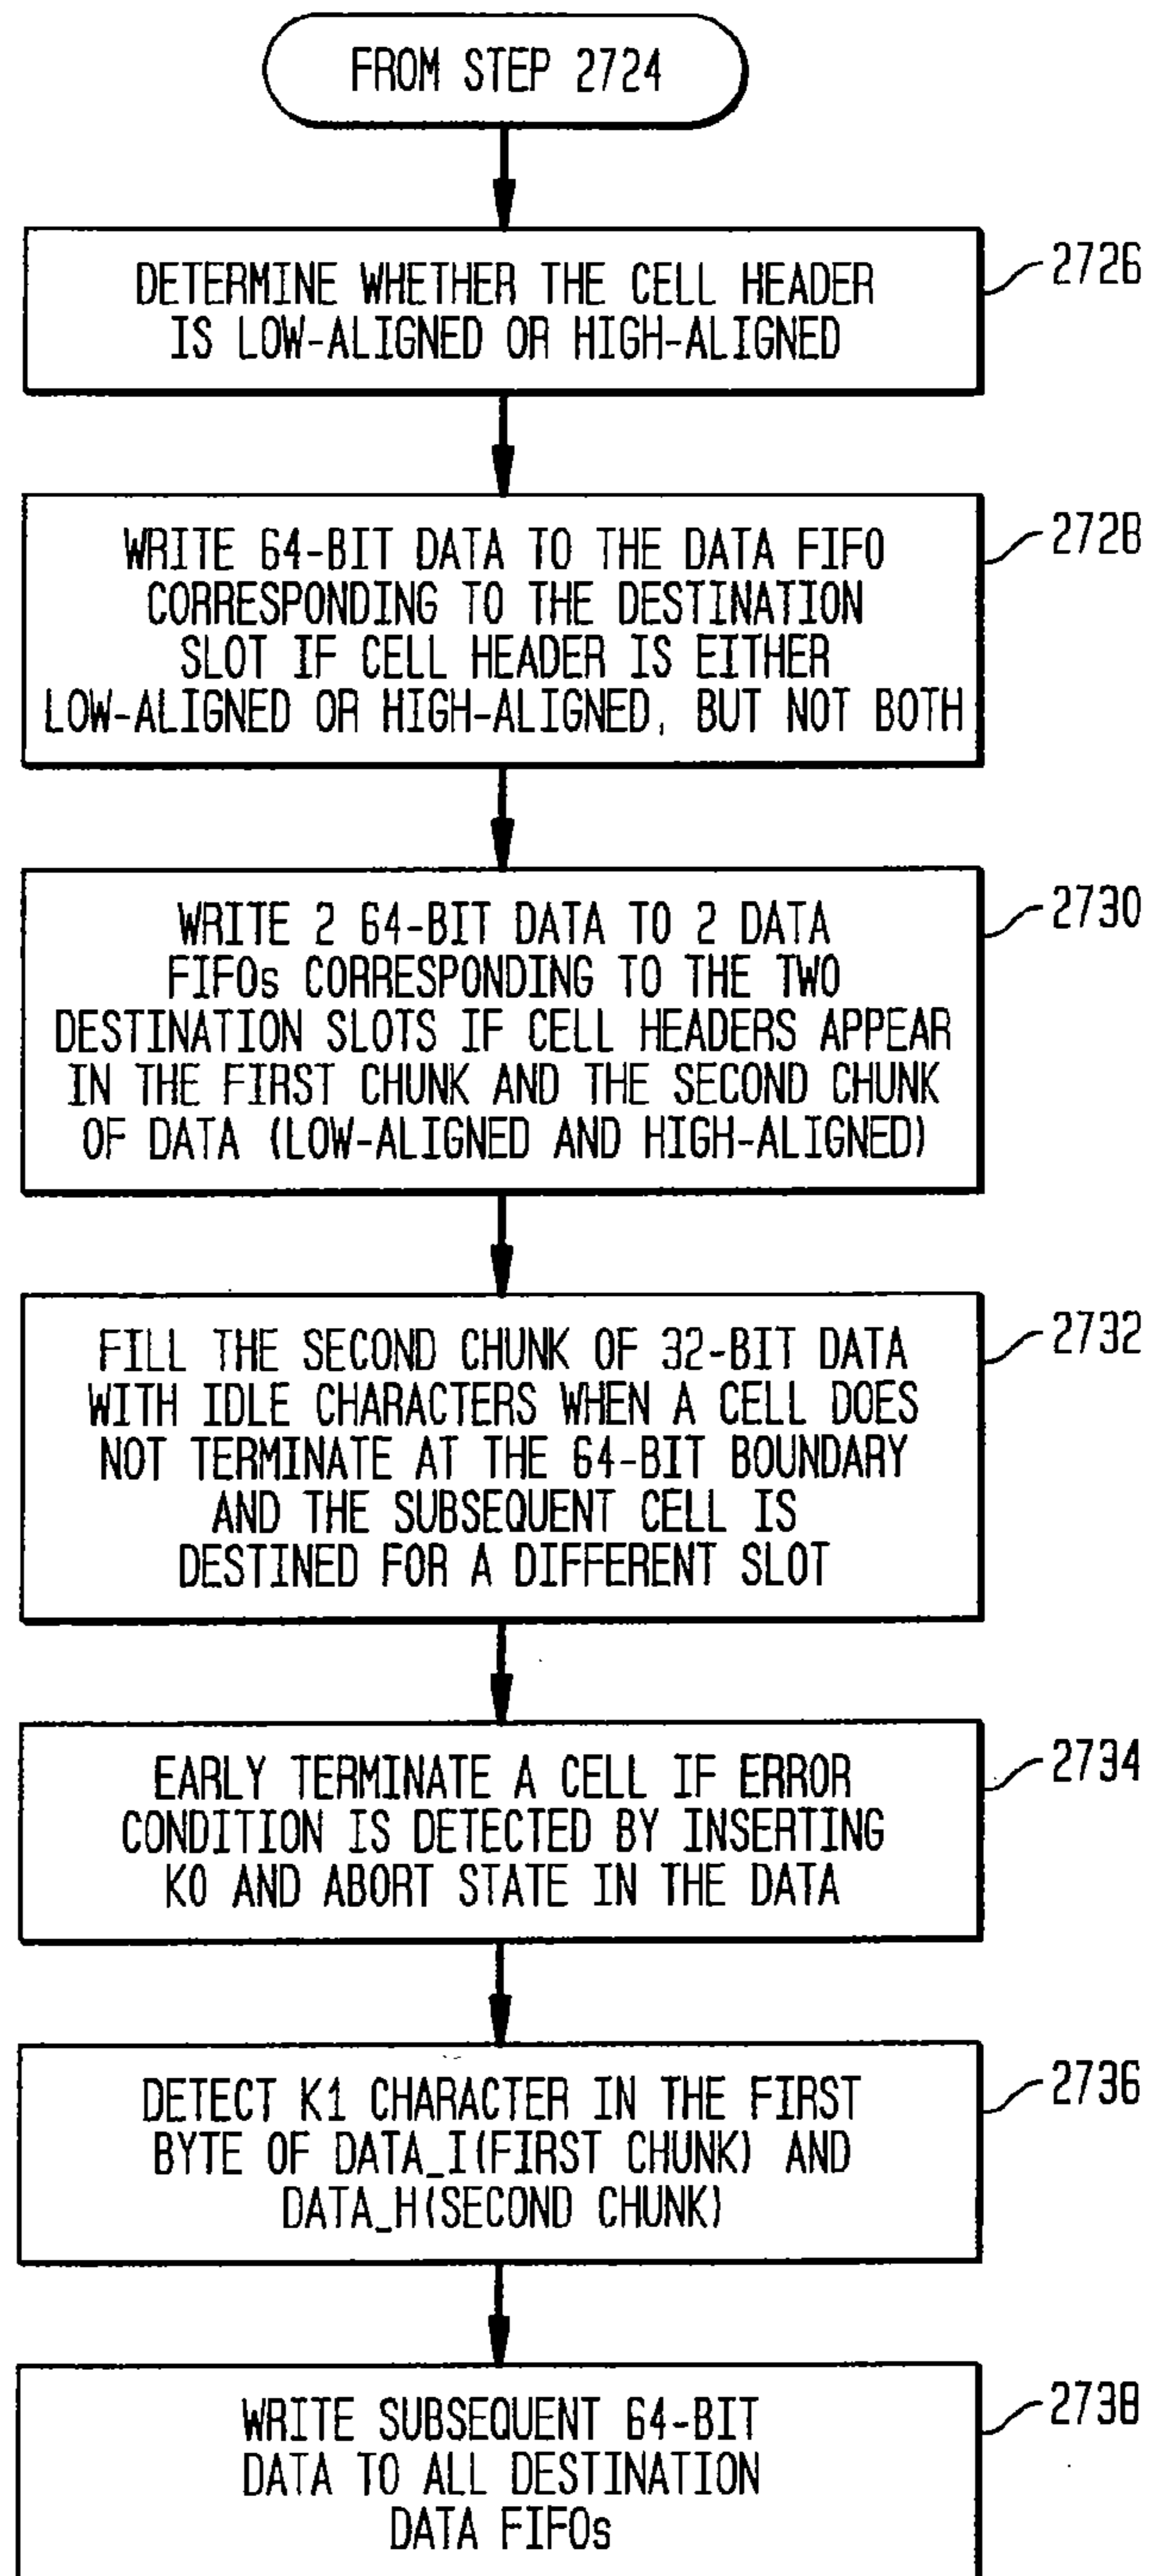 FROM STEP 2724
2726
DETERMINE WHETHER THE CELL HEADER
IS LOW-ALIGNED OR HIGH-ALIGNED
2728
WRITE 64-BIT DATA TO THE DATA FIFO
CORRESPONDING TO THE DESTINATION
SLOT IF CELL HEADER IS EITHER
LOW-ALIGNED OR HIGH-ALIGNED, BUT NOT BOTH
2730
WRITE 2 64-BIT DATA TO 2 DATA
FIFOs CORRESPONDING TO THE TWO
DESTINATION SLOTS IF CELL HEADERS APPEAR
IN THE FIRST CHUNK AND THE SECOND CHUNK
OF DATA (LOW-ALIGNED AND HIGH-ALIGNED)
2732
FILL THE SECOND CHUNK OF 32-BIT DATA
WITH IDLE CHARACTERS WHEN A CELL DOES
NOT TERMINATE AT THE 64-BIT BOUNDARY
AND THE SUBSEQUENT CELL IS
DESTINED FOR A DIFFERENT SLOT
2734
EARLY TERMINATE A CELL IF ERROR
CONDITION IS DETECTED BY INSERTING
K0 AND ABORT STATE IN THE DATA
2736
DETECT K1 CHARACTER IN THE FIRST
BYTE OF DATA_I(FIRST CHUNK) AND
DATA_H(SECOND CHUNK)
2738
WRITE SUBSEQUENT 64-BIT
DATA TO ALL DESTINATION
DATA FIFOs